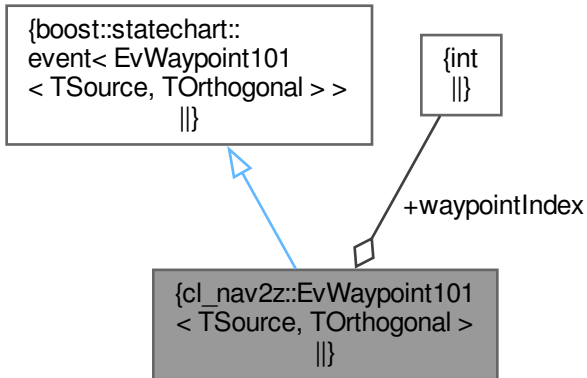 {boost::statechart::
event< EvWaypoint101
< TSource, TOrthogonal > >
||}
{int
||}
+waypointIndex
{cl_nav2z::EvWaypoint101
< TSource, TOrthogonal >
||}